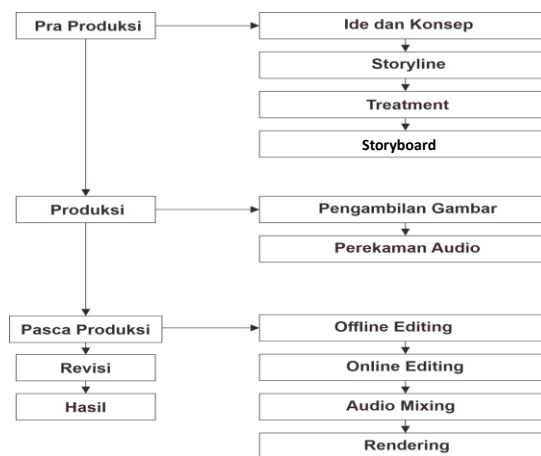 Pra Produksi
Ide dan Konsep
Storyline
Treatment
Storyboard
Produksi
Pengambilan Gambar
Perekaman Audio
Pasca Produksi
Offline Editing
Revisi
Online Editing
Hasil
Audio Mixing
Rendering